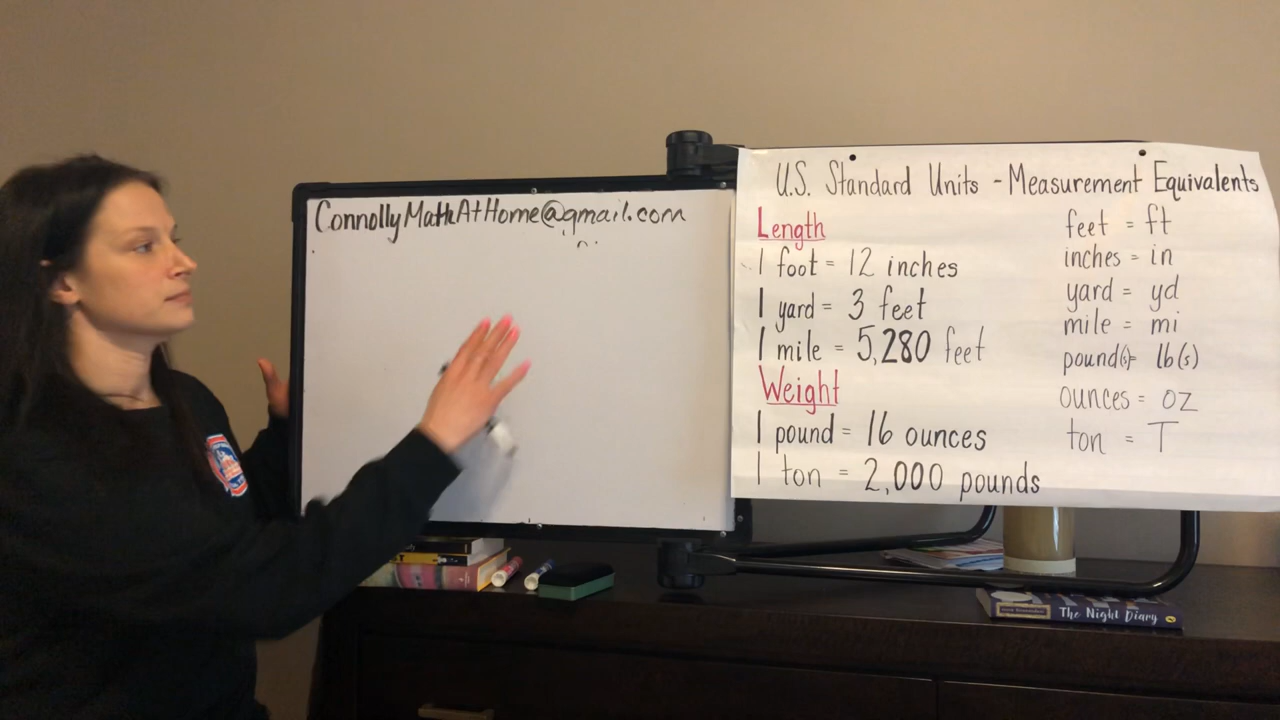 ConnollyMathAtHome@gmail.com
U.S. Standard Units - Measurement Equivalents
Length
1 foot = 12 inches
1 yard = 3 feet
1 mile = 5,280 feet
Weight
1 pound = 16 ounces
1 ton = 2,000 pounds
feet = ft
inches = in
yard = yd
mile = mi
pound(s) = lb(s)
ounces = oz
ton = T
The Night Diary